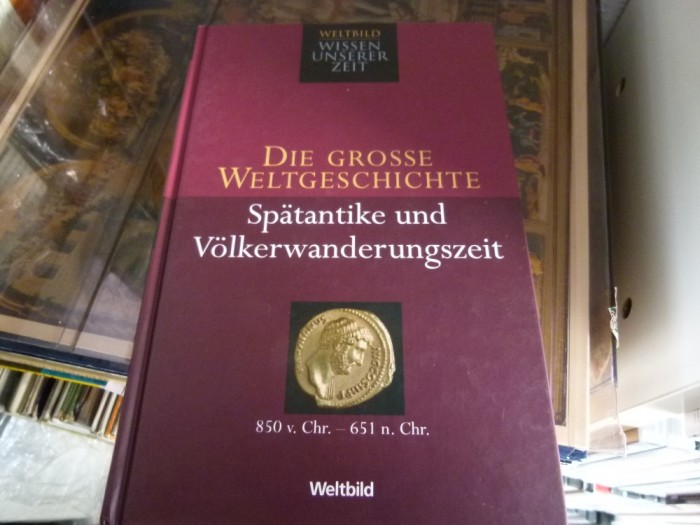 WELTBILD
WISSEN
UNSERER
ZEIT
DIE GROSSE
WELTGESCHICHTE
Spätantike und
Völkerwanderungszeit
850 v. Chr. – 651 n. Chr.
Weltbild